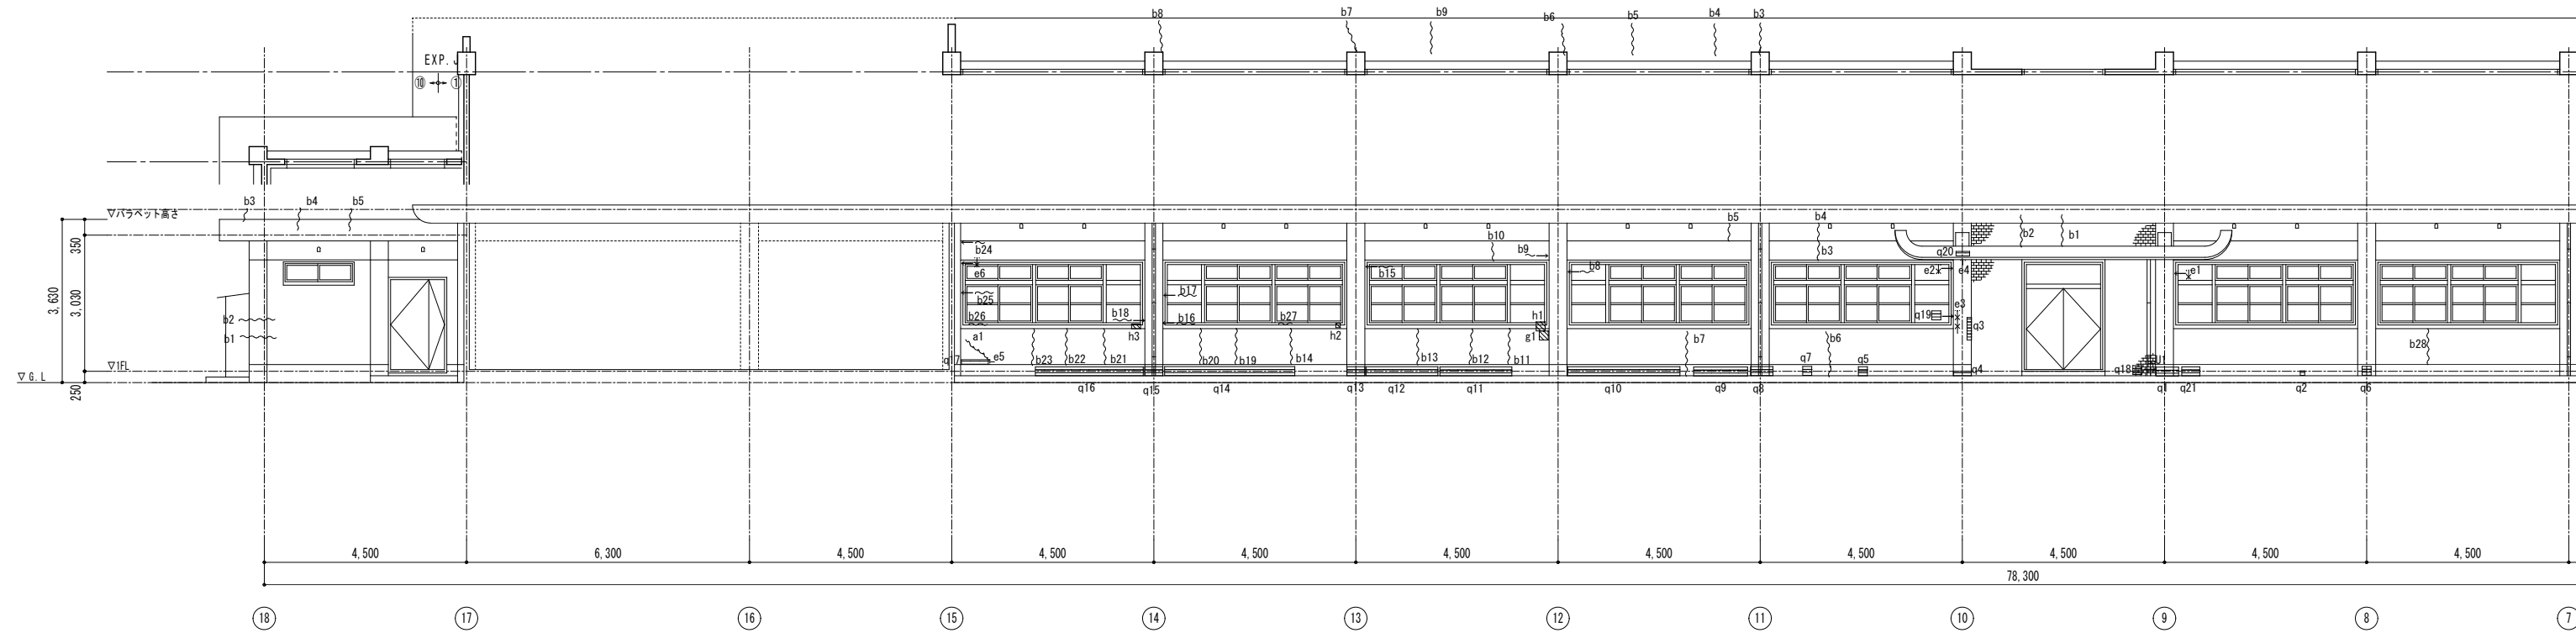 b8 b7 b9 b6 b5 b4 b3
EXP. J
⑩ ①
b3 b4 b5
▽パラペット高さ
350
3,630
3,030
▽1FL
▽G.L
250
b2
b1
b24
e6
b25
b26
a1
q17
e5
b23 b22 b21
b18
h3
q16
q15
b17
b16
b27
h2
b20 b19 b14
q14
q13
b10
b9
b15
h1
g1
b13 b12 b11
q12 q11
b5
b8
b7
q10 q9
q8
b4
b3
b6
q7 q5
b2 b1
q20
e2 e4
e3
q19
q3
q4
U1
q18
q1 q21
e1
q2
q6
b28
4,500 6,300 4,500 4,500 4,500 4,500 4,500 4,500 4,500 4,500 4,500
78,300
18 17 16 15 14 13 12 11 10 9 8 7